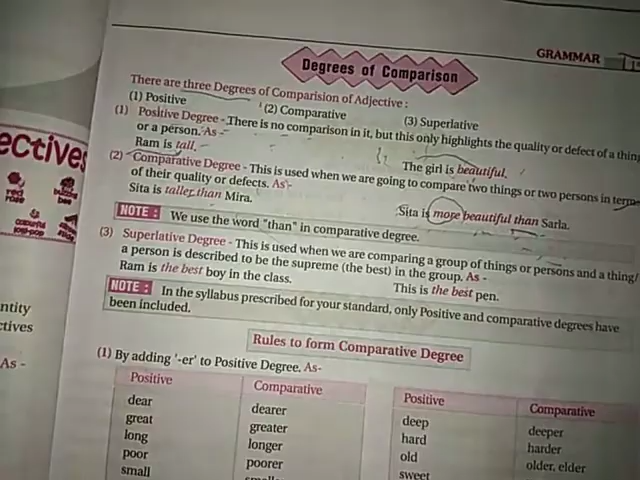 GRAMMAR
Degrees of Comparison
There are three Degrees of Comparision of Adjective :
(1) Positive (2) Comparative (3) Superlative
(1) Positive Degree - There is no comparison in it, but this only highlights the quality or defect of a thing
or a person. As -
Ram is tall. The girl is beautiful.
(2) Comparative Degree - This is used when we are going to compare two things or two persons in terms
of their quality or defects. As -
Sita is taller than Mira. Sita is more beautiful than Sarla.
NOTE : We use the word "than" in comparative degree.
(3) Superlative Degree - This is used when we are comparing a group of things or persons and a thing/
a person is described to be the supreme (the best) in the group. As -
Ram is the best boy in the class. This is the best pen.
NOTE : In the syllabus prescribed for your standard, only Positive and comparative degrees have
been included.
Rules to form Comparative Degree
(1) By adding '-er' to Positive Degree. As-
Positive Comparative
dear dearer
great greater
long longer
poor poorer
small
Positive Comparative
deep deeper
hard harder
old older, elder
sweet
ectives
red
rose
ntity
ctives
As -